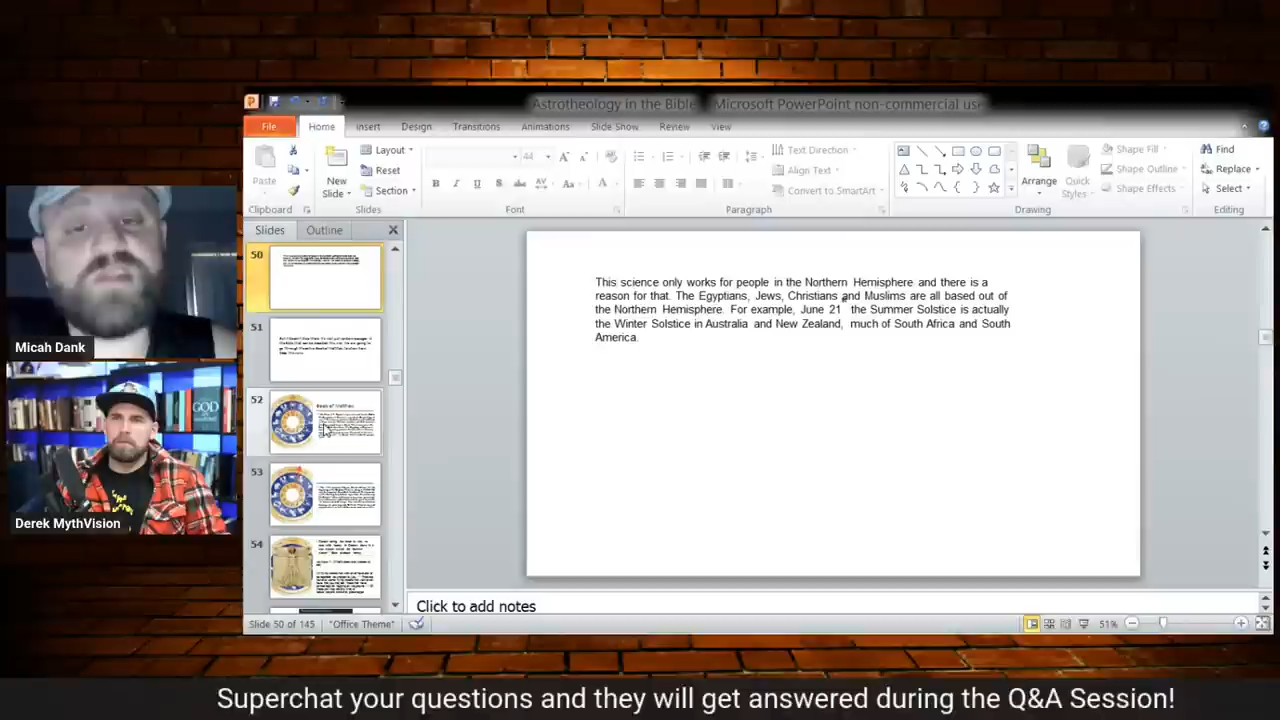 Astrotheology in the Bible
Microsoft PowerPoint non-commercial use
File
Home
Insert
Design
Transitions
Animations
Slide Show
Review
View
Paste
Clipboard
New
Slide
Layout
Reset
Section
Slides
44
Font
Text Direction
Align Text
Convert to SmartArt
Paragraph
Arrange
Quick
Styles
Shape Fill
Shape Outline
Shape Effects
Drawing
Find
Replace
Select
Editing
Slides
Outline
50
51
52
53
54
This science only works for people in the Northern Hemisphere and there is a
reason for that. The Egyptians, Jews, Christians and Muslims are all based out of
the Northern Hemisphere. For example, June 21 the Summer Solstice is actually
the Winter Solstice in Australia and New Zealand, much of South Africa and South
America.
Micah Dank
GOD
Derek MythVision
Click to add notes
Slide 50 of 145
"Office Theme"
51%
Superchat your questions and they will get answered during the Q&A Session!